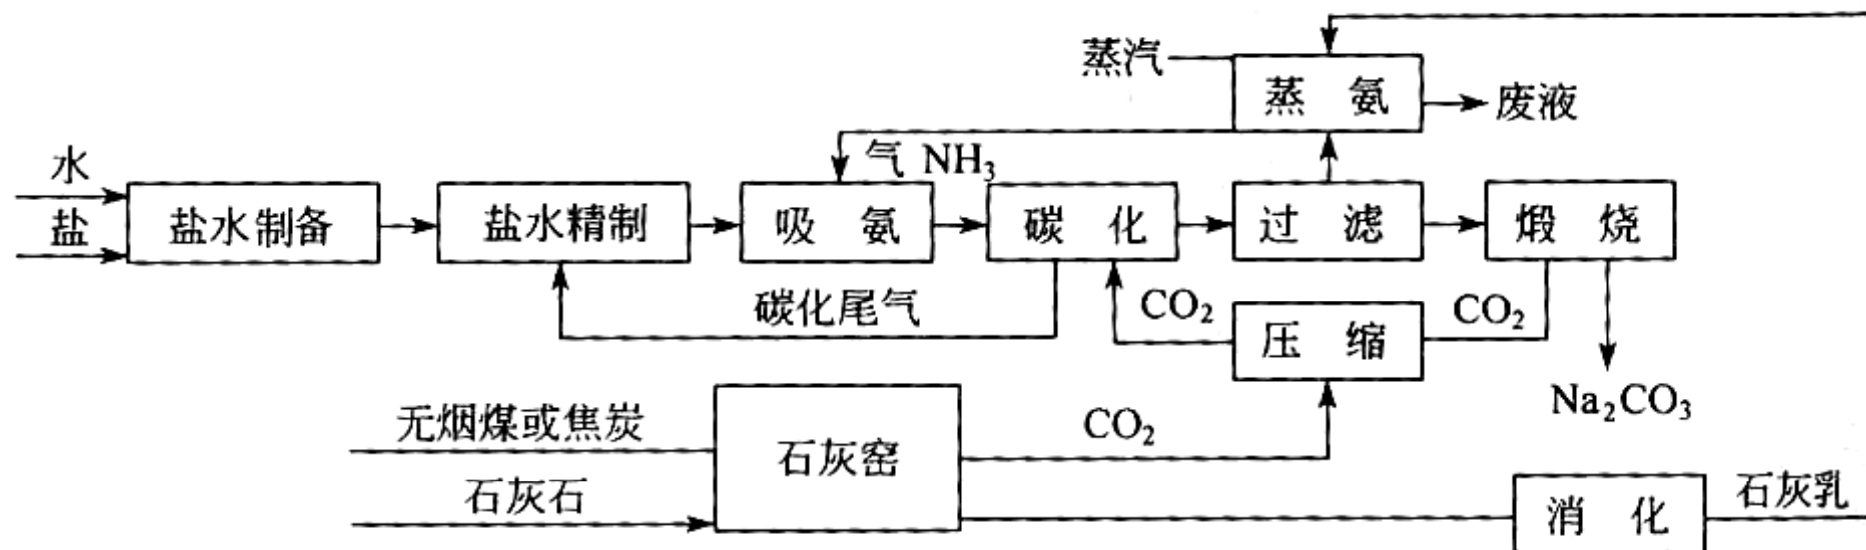 蒸汽
蒸 氨
废液
水
气 NH₃
盐
盐水制备
盐水精制
吸 氨
碳 化
过 滤
煅 烧
碳化尾气
CO₂
压 缩
CO₂
Na₂CO₃
无烟煤或焦炭
石灰窑
CO₂
石灰石
消 化
石灰乳